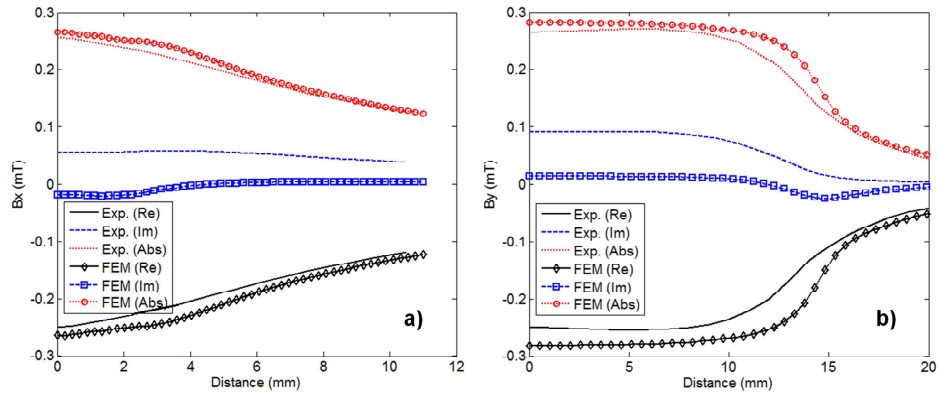 0.3
0.2
0.1
0
-0.1
-0.2
-0.3
Bx (mT)
Exp. (Re)
Exp. (Im)
Exp. (Abs)
FEM (Re)
FEM (Im)
FEM (Abs)
a)
0 2 4 6 8 10 12
Distance (mm)
0.3
0.2
0.1
0
-0.1
-0.2
-0.3
By (mT)
Exp. (Re)
Exp. (Im)
Exp. (Abs)
FEM (Re)
FEM (Im)
FEM (Abs)
b)
0 5 10 15 20
Distance (mm)